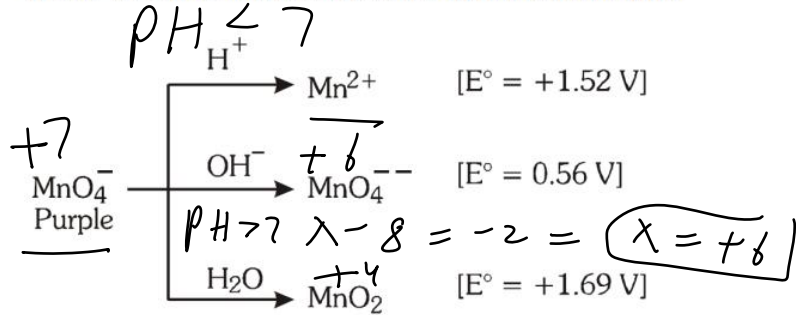 pH < 7
H⁺
Mn²⁺ [E° = +1.52 V]
+7
OH⁻ +6
MnO₄⁻ MnO₄⁻⁻ [E° = 0.56 V]
Purple
pH>7 x-8 = -2 = x = +6
H₂O +4
MnO₂ [E° = +1.69 V]